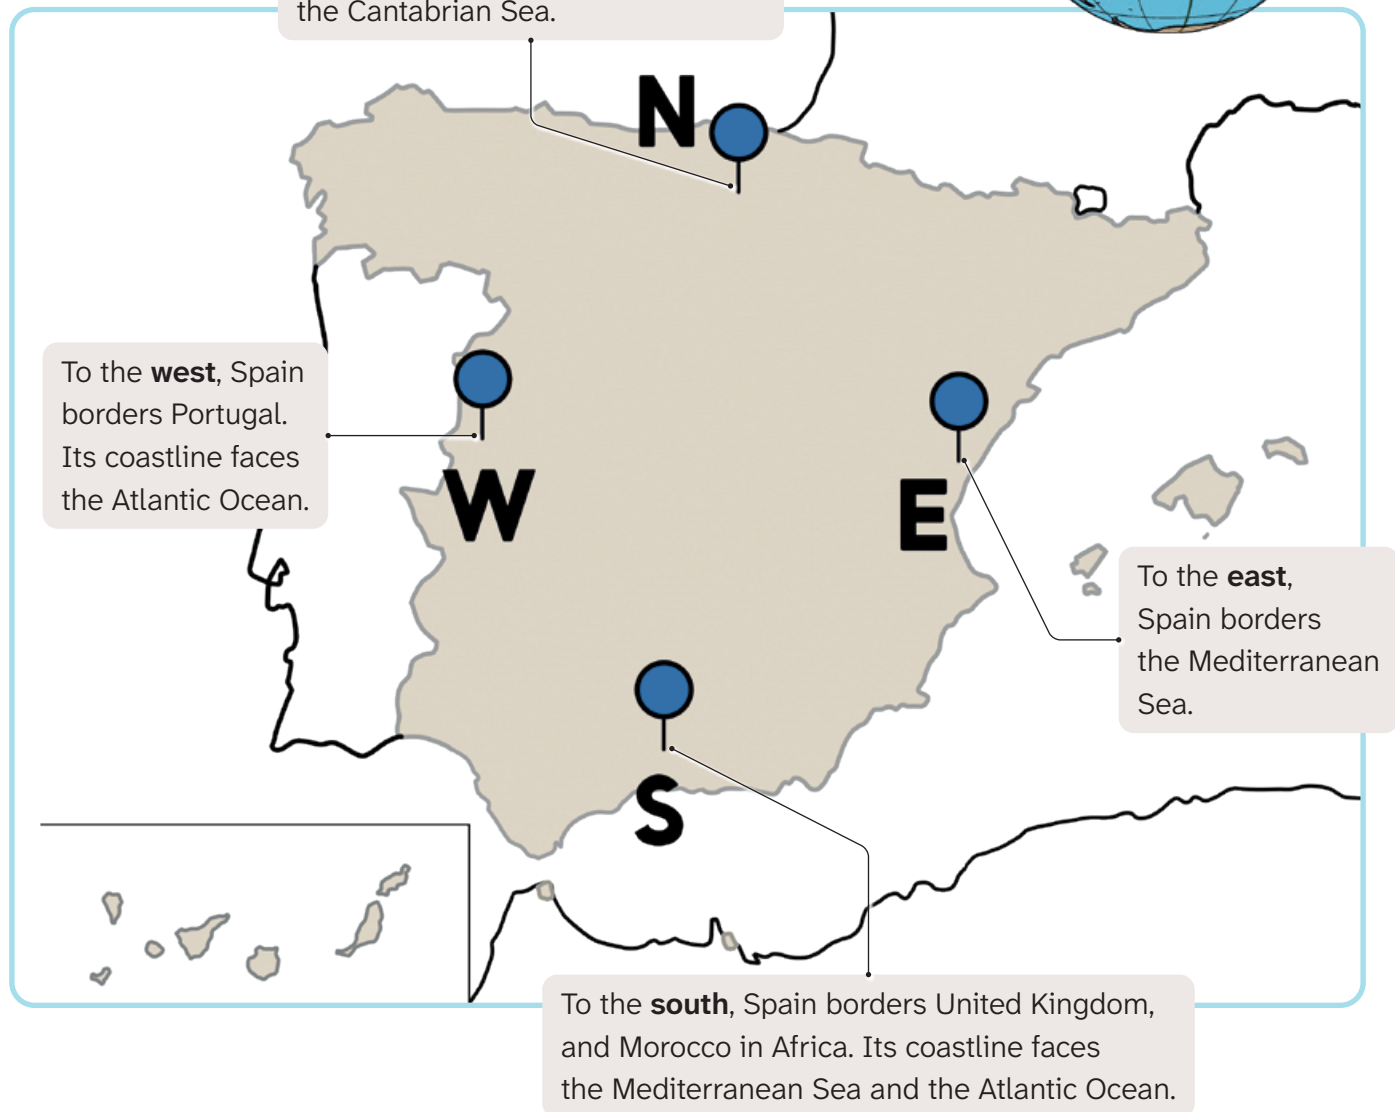 the Cantabrian Sea.
N
To the west, Spain
borders Portugal.
Its coastline faces
the Atlantic Ocean.
W
E
To the east,
Spain borders
the Mediterranean
Sea.
S
To the south, Spain borders United Kingdom,
and Morocco in Africa. Its coastline faces
the Mediterranean Sea and the Atlantic Ocean.